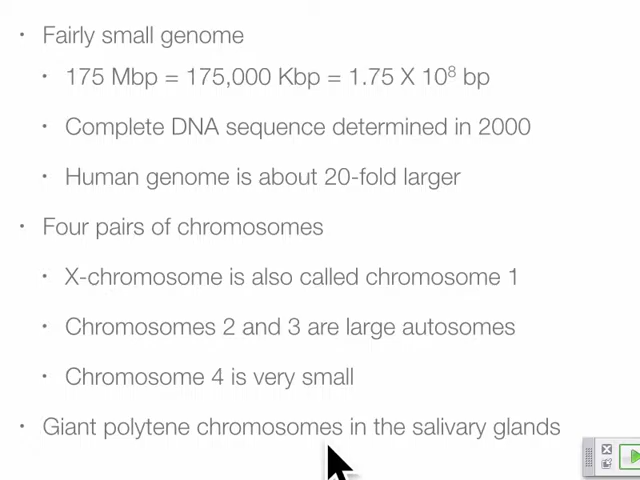 • Fairly small genome
• 175 Mbp = 175,000 Kbp = 1.75 X 10⁸ bp
• Complete DNA sequence determined in 2000
• Human genome is about 20-fold larger
• Four pairs of chromosomes
• X-chromosome is also called chromosome 1
• Chromosomes 2 and 3 are large autosomes
• Chromosome 4 is very small
• Giant polytene chromosomes in the salivary glands